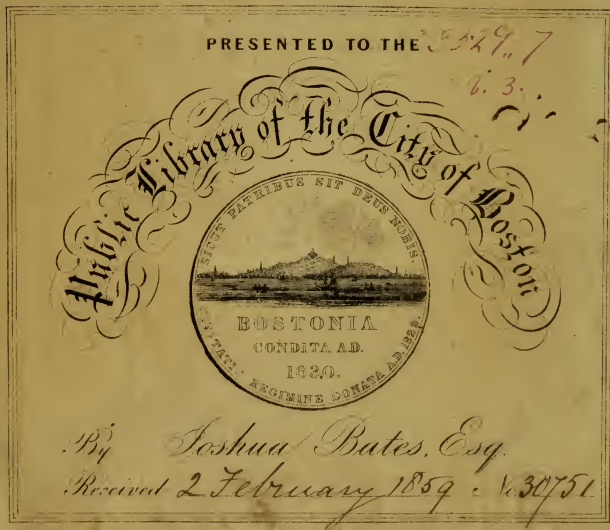 PRESENTED TO THE
Public Library of the City of Boston
SICUT PATRIBUS SIT DEUS NOBIS.
BOSTONIA
CONDITA A.D.
1630.
CIVITATIS REGIMINE DONATA A.D. 1822.
By Joshua Bates, Esq.
Received 2 February 1859. No. 30751